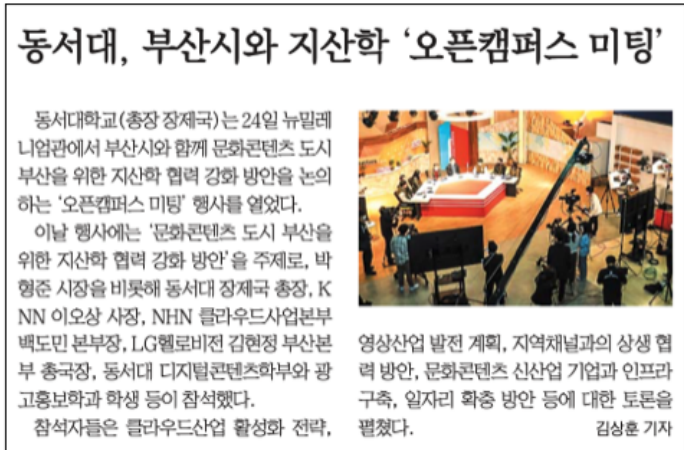 동서대, 부산시와 지산학 ‘오픈캠퍼스 미팅’
동서대학교(총장 장제국)는 24일 뉴밀레
니엄관에서 부산시와 함께 문화콘텐츠 도시
부산을 위한 지산학 협력 강화 방안을 논의
하는 ‘오픈캠퍼스 미팅’ 행사를 열었다.
이날 행사에는 ‘문화콘텐츠 도시 부산을
위한 지산학 협력 강화 방안’을 주제로, 박
형준 시장을 비롯해 동서대 장제국 총장, K
NN 이오상 사장, NHN 클라우드사업본부
백도민 본부장, LG헬로비전 김현정 부산본
부 총국장, 동서대 디지털콘텐츠학부와 광
고홍보학과 학생 등이 참석했다.
참석자들은 클라우드산업 활성화 전략,
영상산업 발전 계획, 지역채널과의 상생 협
력 방안, 문화콘텐츠 신산업 기업과 인프라
구축, 일자리 확충 방안 등에 대한 토론을
펼쳤다. 김상훈 기자